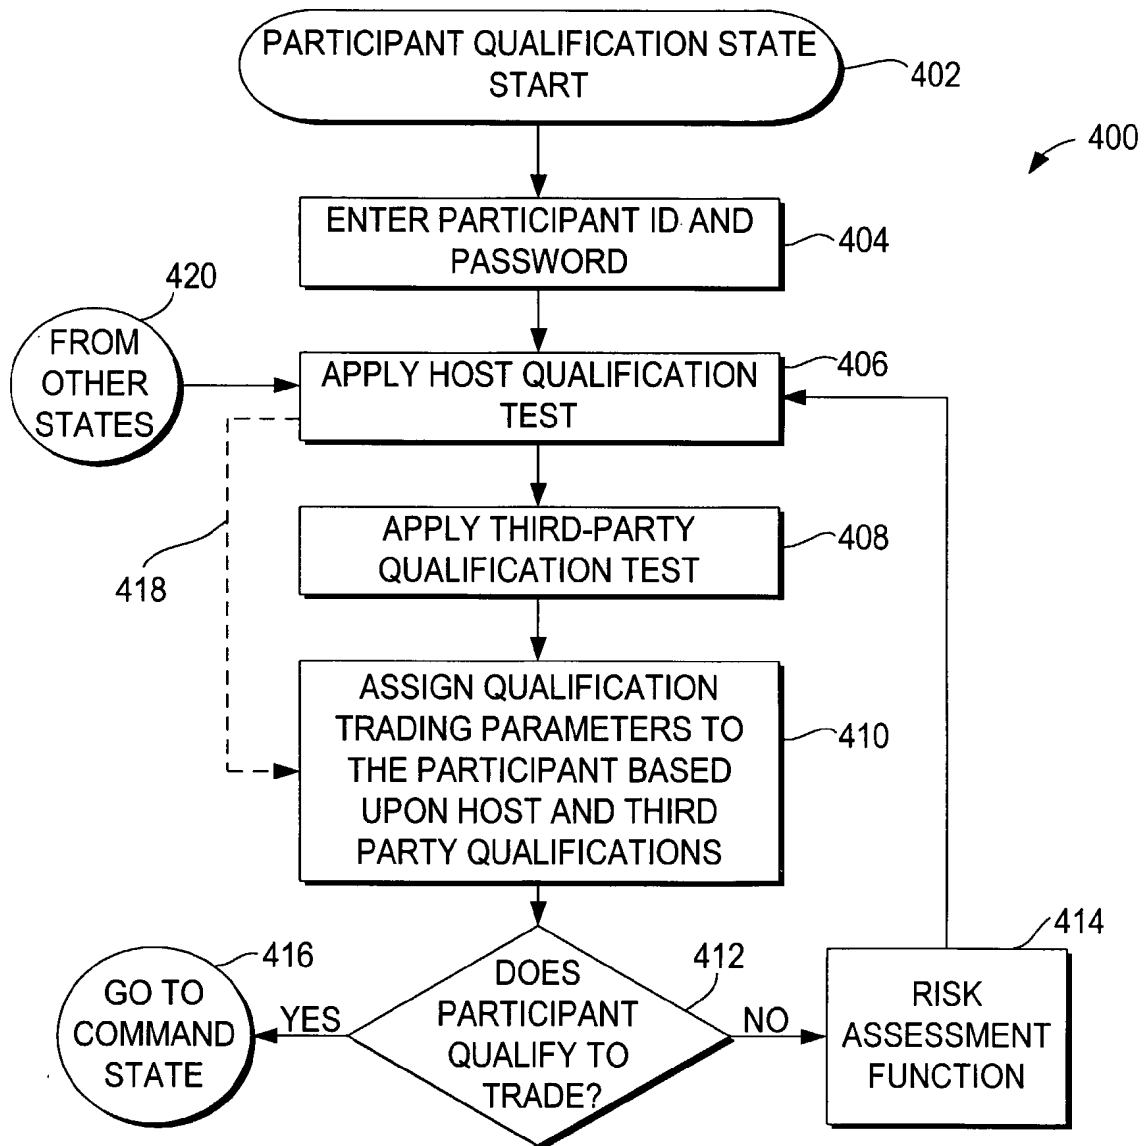 PARTICIPANT QUALIFICATION STATE
START
402
400
ENTER PARTICIPANT ID AND
PASSWORD
404
420
FROM
OTHER
STATES
APPLY HOST QUALIFICATION
TEST
406
418
APPLY THIRD-PARTY
QUALIFICATION TEST
408
ASSIGN QUALIFICATION
TRADING PARAMETERS TO
THE PARTICIPANT BASED
UPON HOST AND THIRD
PARTY QUALIFICATIONS
410
416
GO TO
COMMAND
STATE
YES
DOES
PARTICIPANT
QUALIFY TO
TRADE?
412
NO
414
RISK
ASSESSMENT
FUNCTION